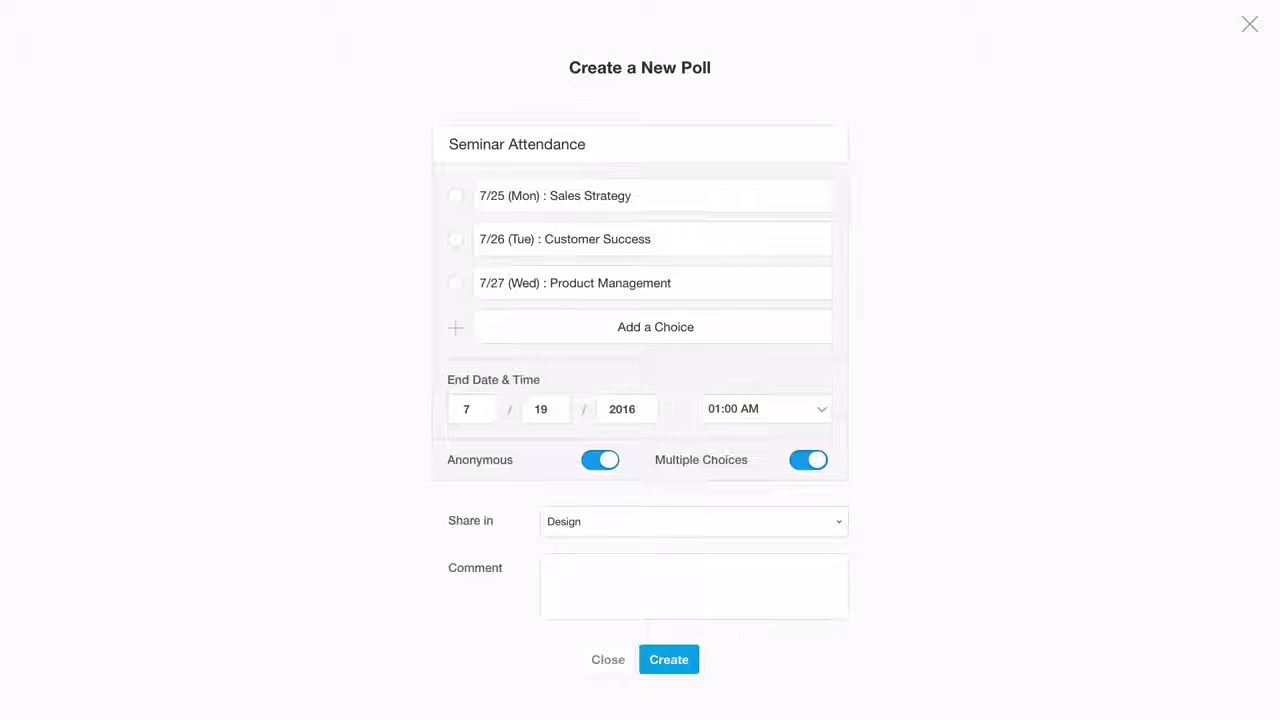 Create a New Poll
Seminar Attendance
7/25 (Mon) : Sales Strategy
7/26 (Tue) : Customer Success
7/27 (Wed) : Product Management
Add a Choice
End Date & Time
7 / 19 / 2016 01:00 AM
Anonymous Multiple Choices
Share in Design
Comment
Close Create